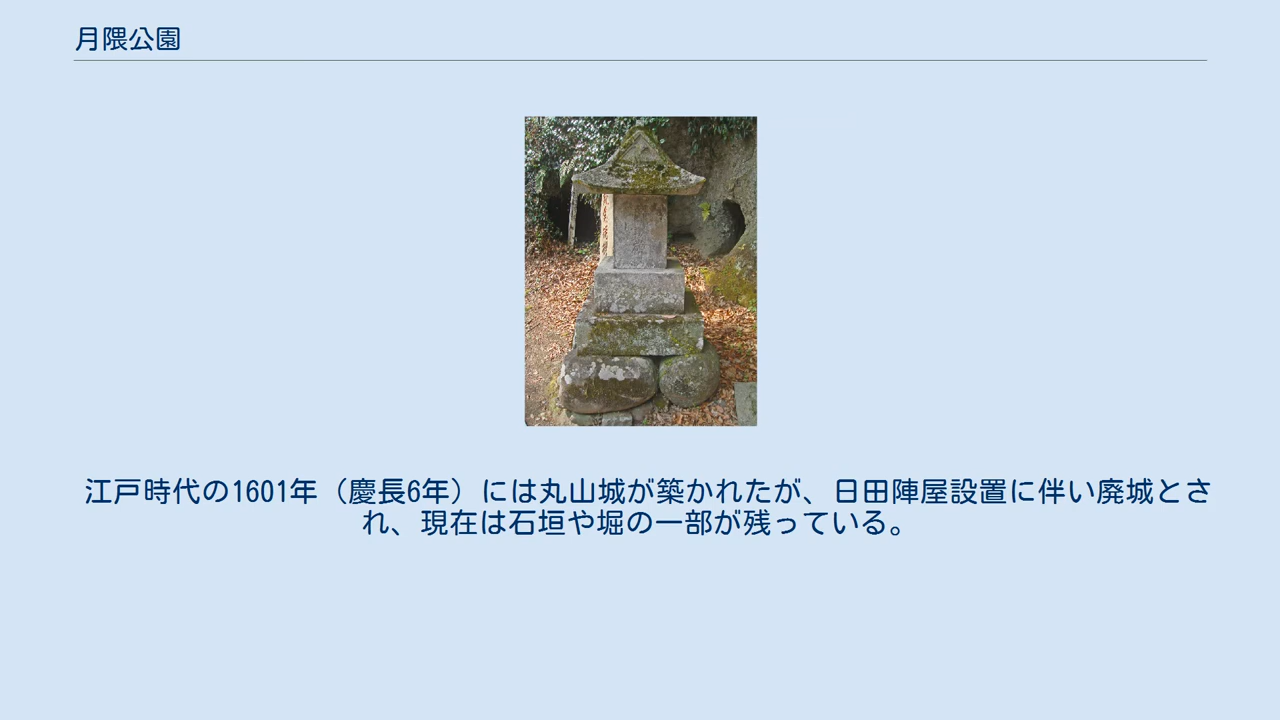 月隈公園
江戸時代の1601年（慶長6年）には丸山城が築かれたが、日田陣屋設置に伴い廃城とさ
れ、現在は石垣や堀の一部が残っている。